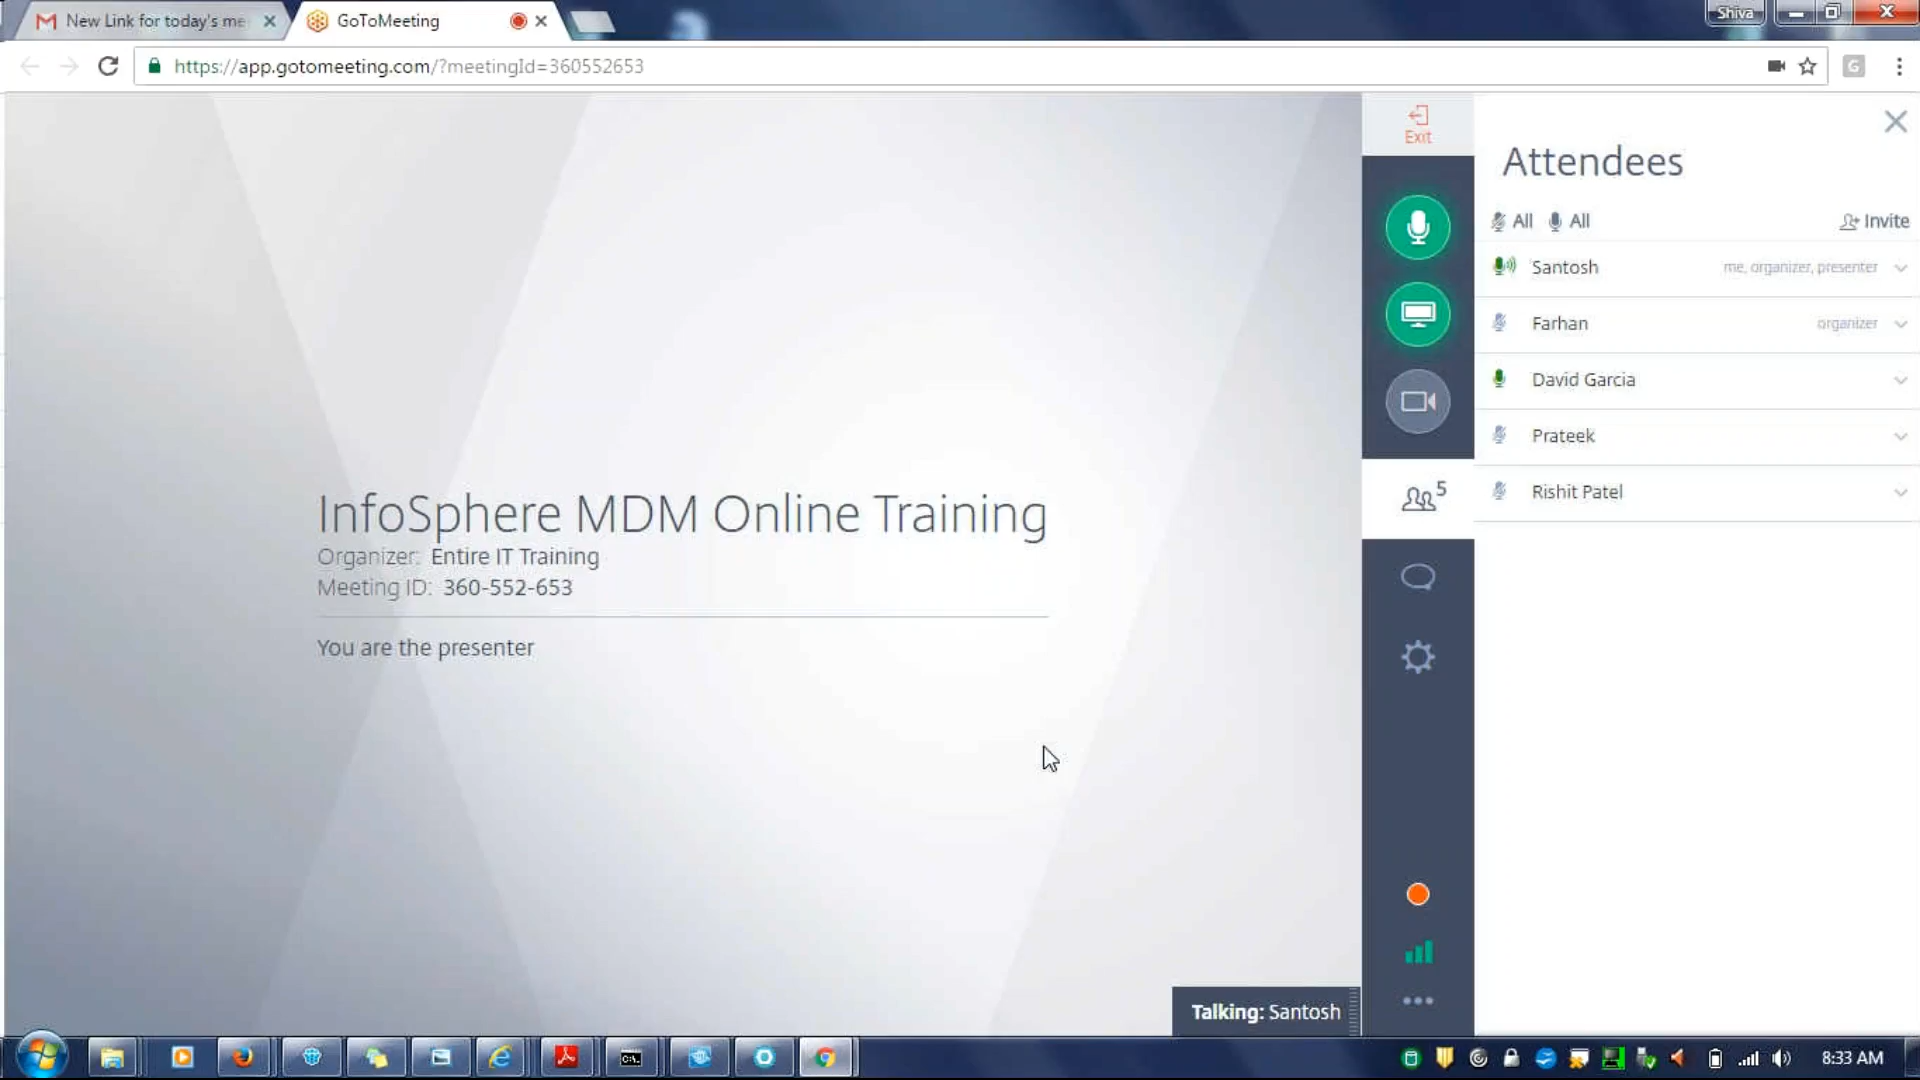 New Link for today's me
GoToMeeting
Shiva
https://app.gotomeeting.com/?meetingId=360552653
G
Exit
Attendees
All All Invite
Santosh me, organizer, presenter
Farhan organizer
David Garcia
Prateek
Rishit Patel
5
InfoSphere MDM Online Training
Organizer: Entire IT Training
Meeting ID: 360-552-653
You are the presenter
Talking: Santosh
8:33 AM